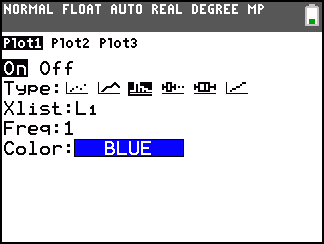 NORMAL FLOAT AUTO REAL DEGREE MP
Plot1 Plot2 Plot3
On Off
Type:
Xlist:L₁
Freq:1
Color: BLUE